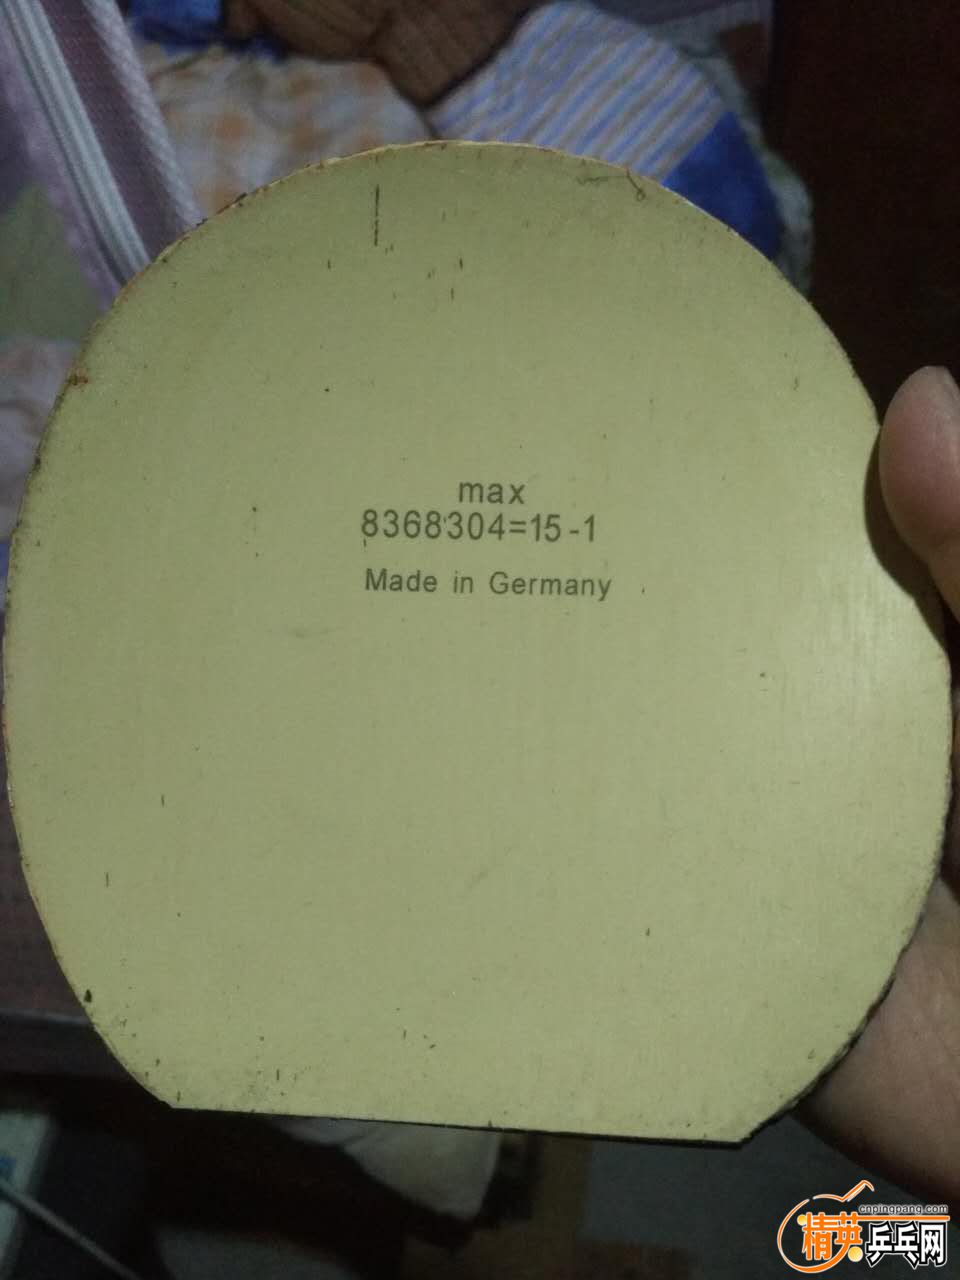 max
8368304=15-1
Made in Germany
cnpingpang.com
精英乒乓网